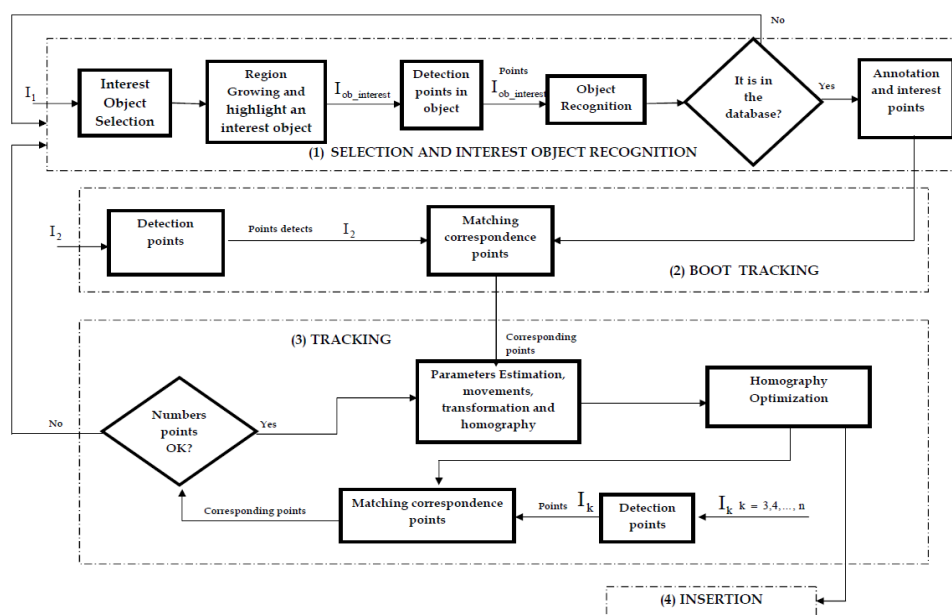 No
I1
Interest
Object
Selection
Region
Growing and
highlight an
interest object
Iob_interest
Detection
points in
object
Points
Iob_interest
Object
Recognition
It is in
the
database?
Yes
Annotation
and interest
points
(1) SELECTION AND INTEREST OBJECT RECOGNITION
I2
Detection
points
Points detects I2
Matching
correspondence
points
(2) BOOT TRACKING
(3) TRACKING
Corresponding
points
Parameters Estimation,
movements,
transformation and
homography
Homography
Optimization
No
Numbers
points
OK?
Yes
Corresponding points
Matching correspondence
points
Points Ik
Detection
points
Ik k = 3,4,..., n
(4) INSERTION